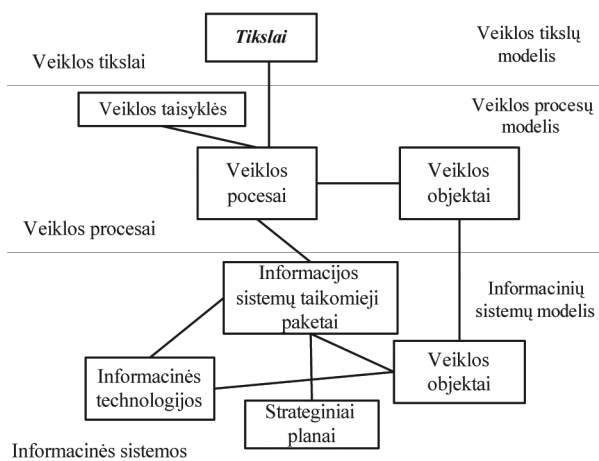 Tikslai
Veiklos tikslų
modelis
Veiklos tikslai
Veiklos taisyklės
Veiklos procesų
modelis
Veiklos
pocesai
Veiklos
objektai
Veiklos procesai
Informacijos
sistemų taikomieji
paketai
Informacinių
sistemų modelis
Informacinės
technologijos
Veiklos
objektai
Strateginiai
planai
Informacinės sistemos